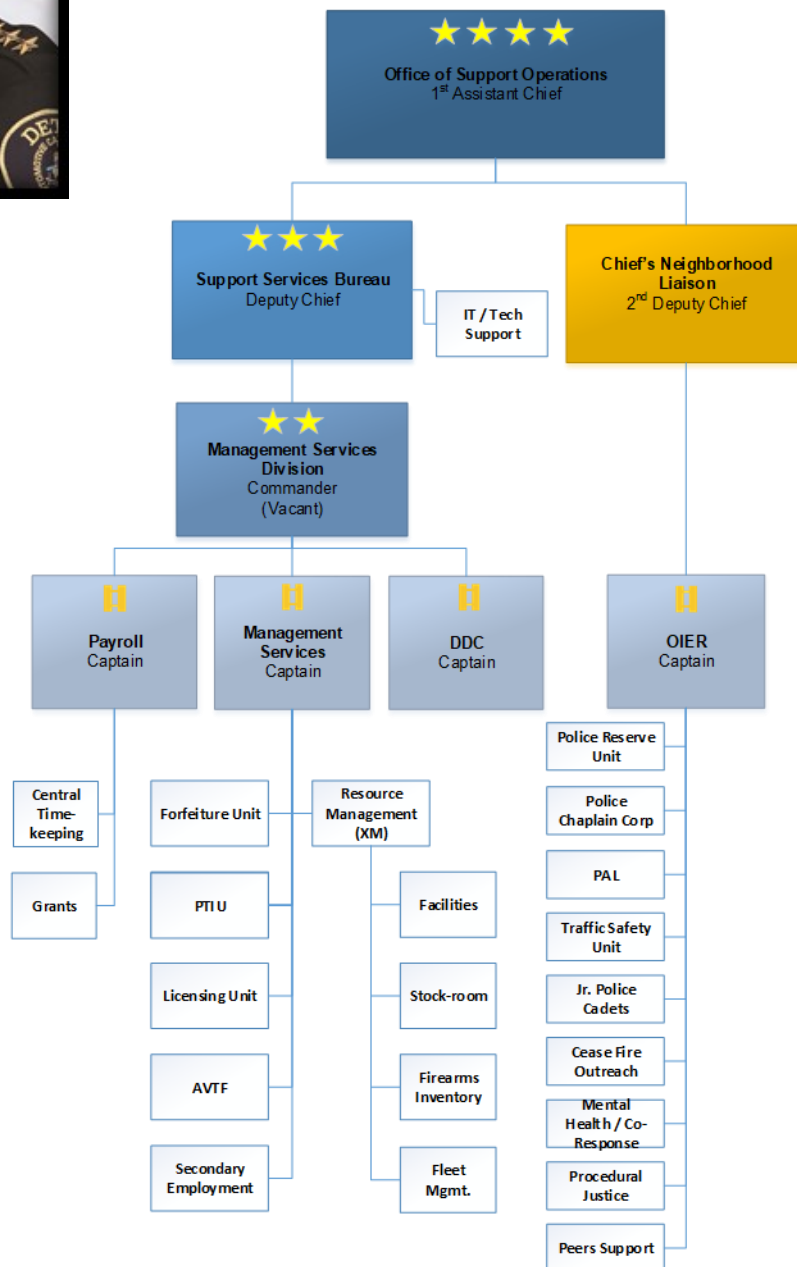 DET
Office of Support Operations
1st Assistant Chief
Support Services Bureau
Deputy Chief
IT / Tech
Support
Chief's Neighborhood
Liaison
2nd Deputy Chief
Management Services
Division
Commander
(Vacant)
Payroll
Captain
Management
Services
Captain
DDC
Captain
OIER
Captain
Central
Time-
keeping
Grants
Forfeiture Unit
PTIU
Licensing Unit
AVTF
Secondary
Employment
Resource
Management
(XM)
Facilities
Stock-room
Firearms
Inventory
Fleet
Mgmt.
Police Reserve
Unit
Police
Chaplain Corp
PAL
Traffic Safety
Unit
Jr. Police
Cadets
Cease Fire
Outreach
Mental
Health / Co-
Response
Procedural
Justice
Peers Support